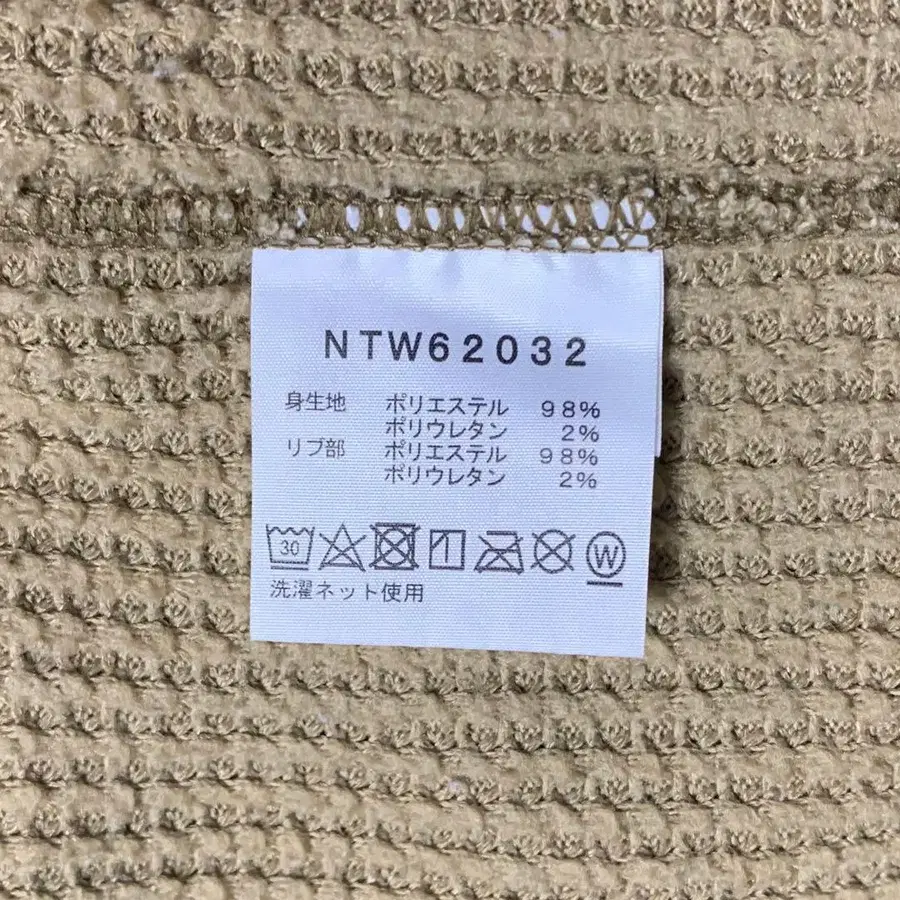 NTW62032
身生地 ポリエステル 98%
ポリウレタン 2%
リブ部 ポリエステル 98%
ポリウレタン 2%
30 W
洗濯ネット使用